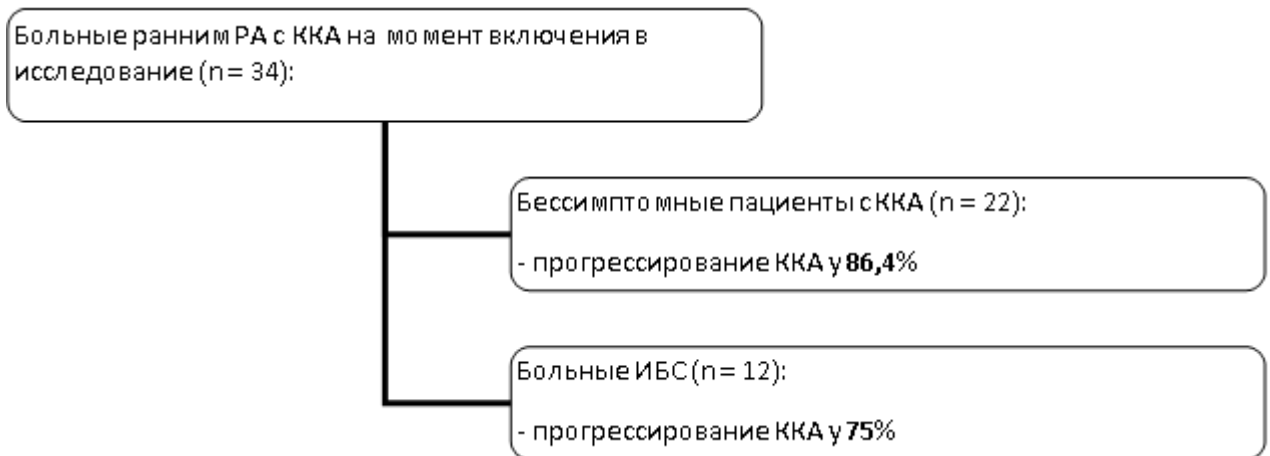 Больные ранним РА с ККА на момент включения в
исследование (n = 34):
Бессимптомные пациенты с ККА (n = 22):
- прогрессирование ККА у 86,4%
Больные ИБС (n = 12):
- прогрессирование ККА у 75%